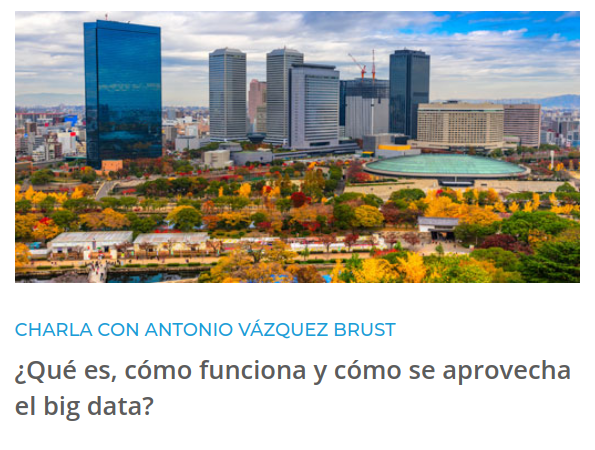 CHARLA CON ANTONIO VÁZQUEZ BRUST
¿Qué es, cómo funciona y cómo se aprovecha
el big data?